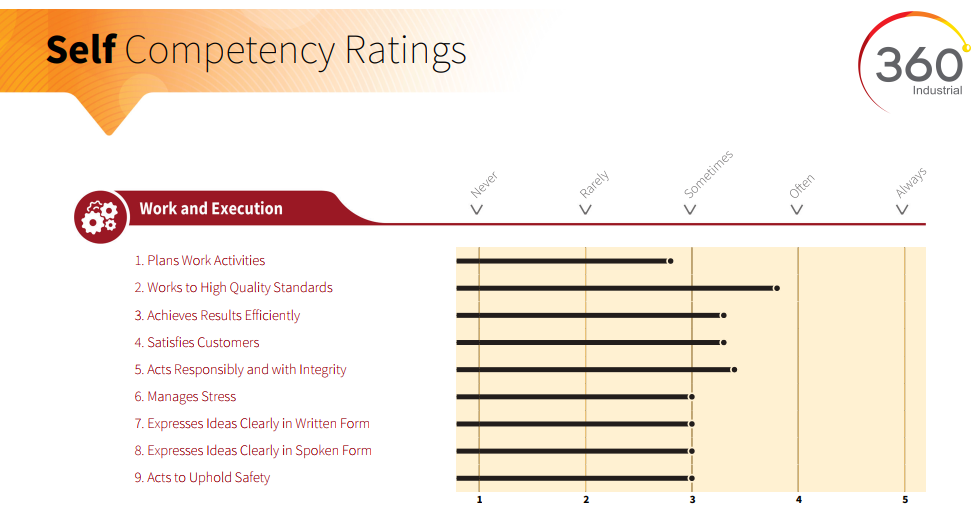 Self Competency Ratings
360
Industrial
Never
Rarely
Sometimes
Often
Always
Work and Execution
1. Plans Work Activities
2. Works to High Quality Standards
3. Achieves Results Efficiently
4. Satisfies Customers
5. Acts Responsibly and with Integrity
6. Manages Stress
7. Expresses Ideas Clearly in Written Form
8. Expresses Ideas Clearly in Spoken Form
9. Acts to Uphold Safety
1 2 3 4 5